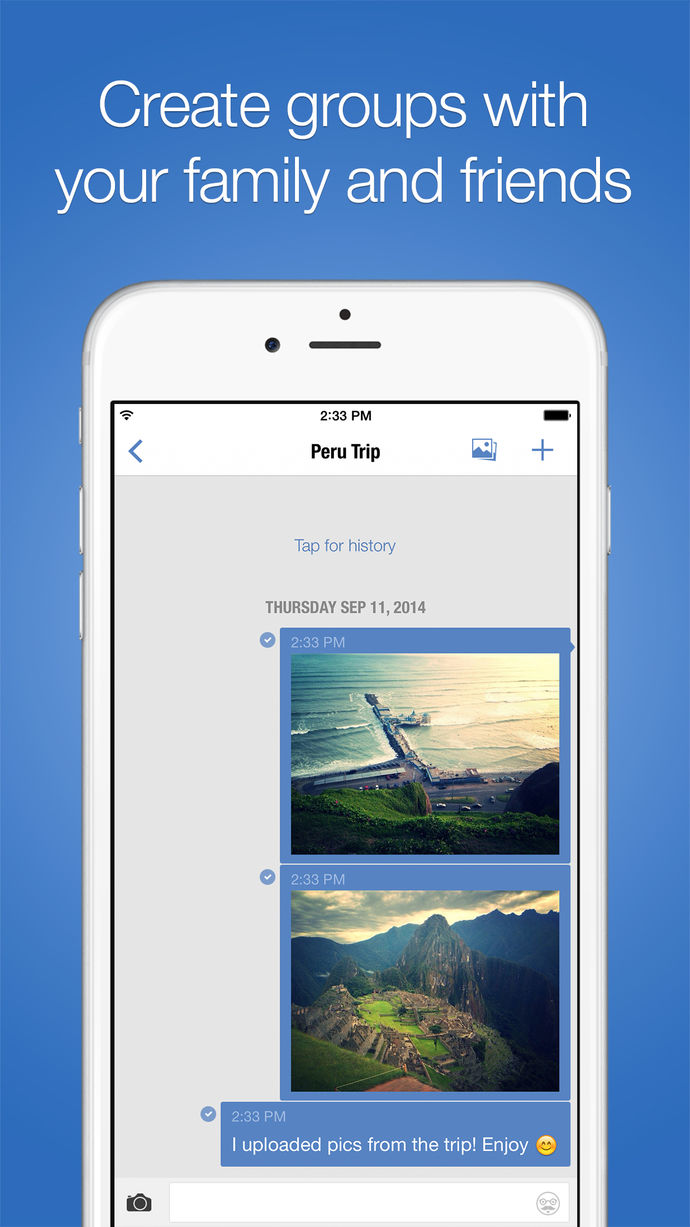 Create groups with
your family and friends
2:33 PM
Peru Trip
Tap for history
THURSDAY SEP 11, 2014
2:33 PM
2:33 PM
2:33 PM
I uploaded pics from the trip! Enjoy 😊